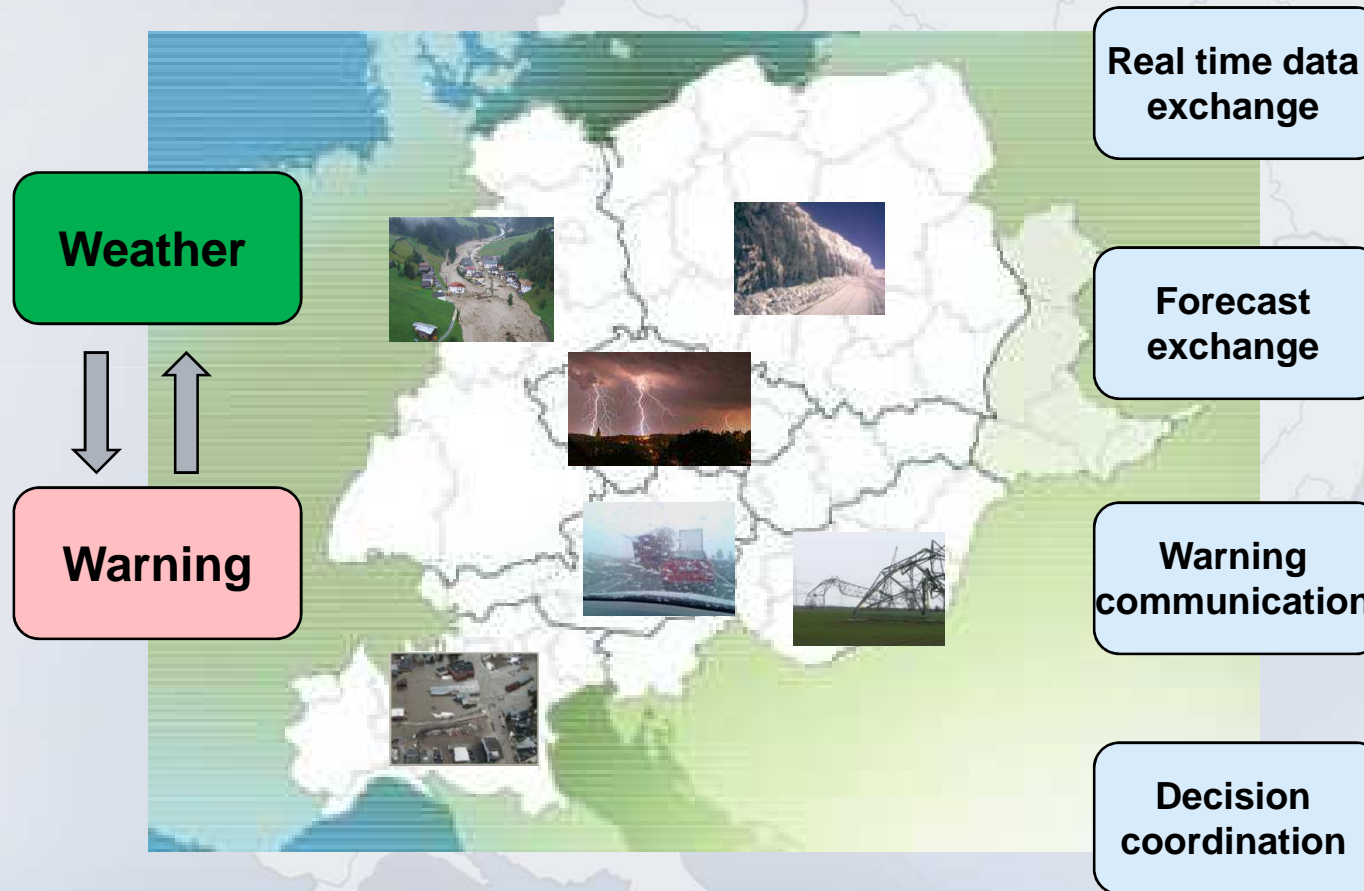 Weather
Warning
Real time data
exchange
Forecast
exchange
Warning
communication
Decision
coordination